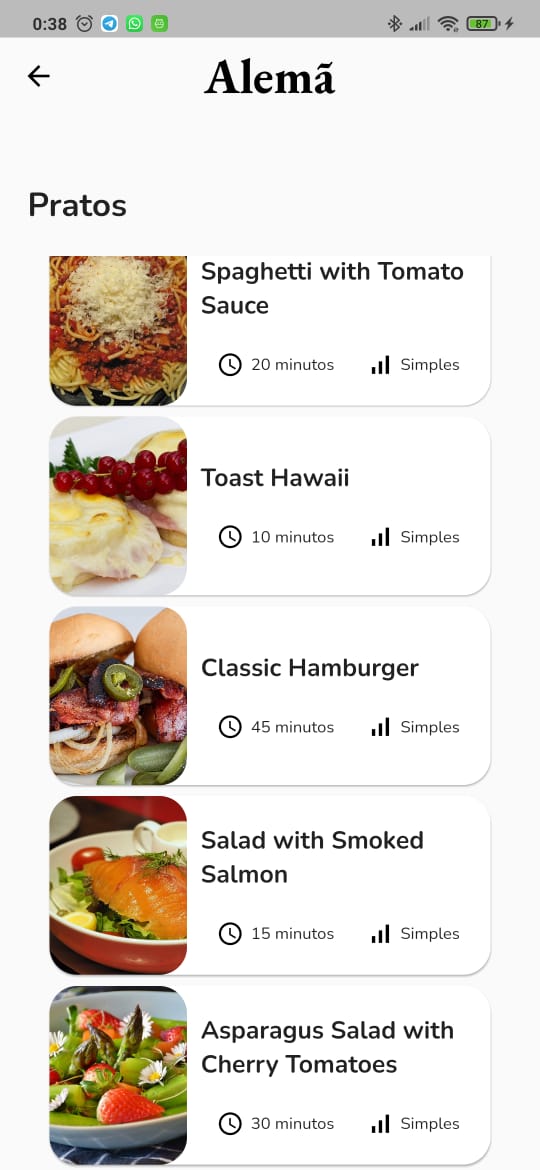 0:38
87
Alemã
Pratos
Spaghetti with Tomato
Sauce
20 minutos
Simples
Toast Hawaii
10 minutos
Simples
Classic Hamburger
45 minutos
Simples
Salad with Smoked
Salmon
15 minutos
Simples
Asparagus Salad with
Cherry Tomatoes
30 minutos
Simples